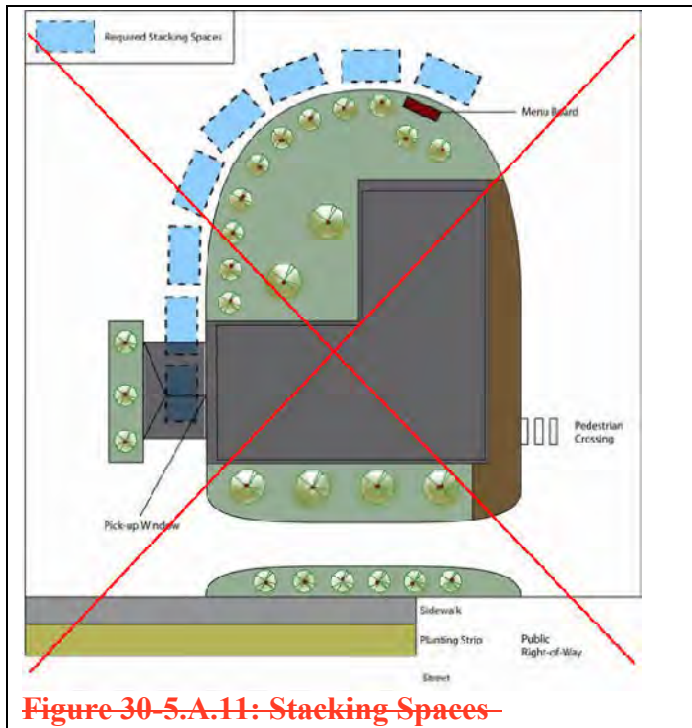 Required Stacking Spaces
Menu Board
Pedestrian
Crossing
Pick-up Window
Sidewalk
Planting Strip
Public
Right-of-Way
Street
Figure 30-5.A.11: Stacking Spaces